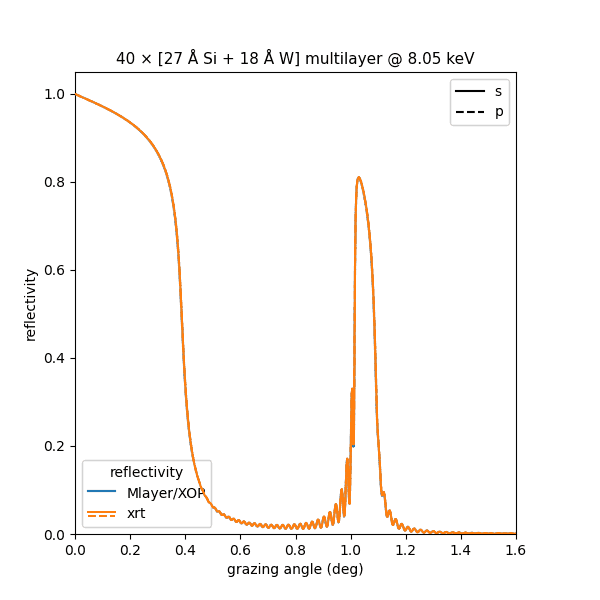 40 × [27 Å Si + 18 Å W] multilayer @ 8.05 keV
s
p
1.0
0.8
0.6
0.4
0.2
0.0
reflectivity
reflectivity
Mlayer/XOP
xrt
0.0 0.2 0.4 0.6 0.8 1.0 1.2 1.4 1.6
grazing angle (deg)